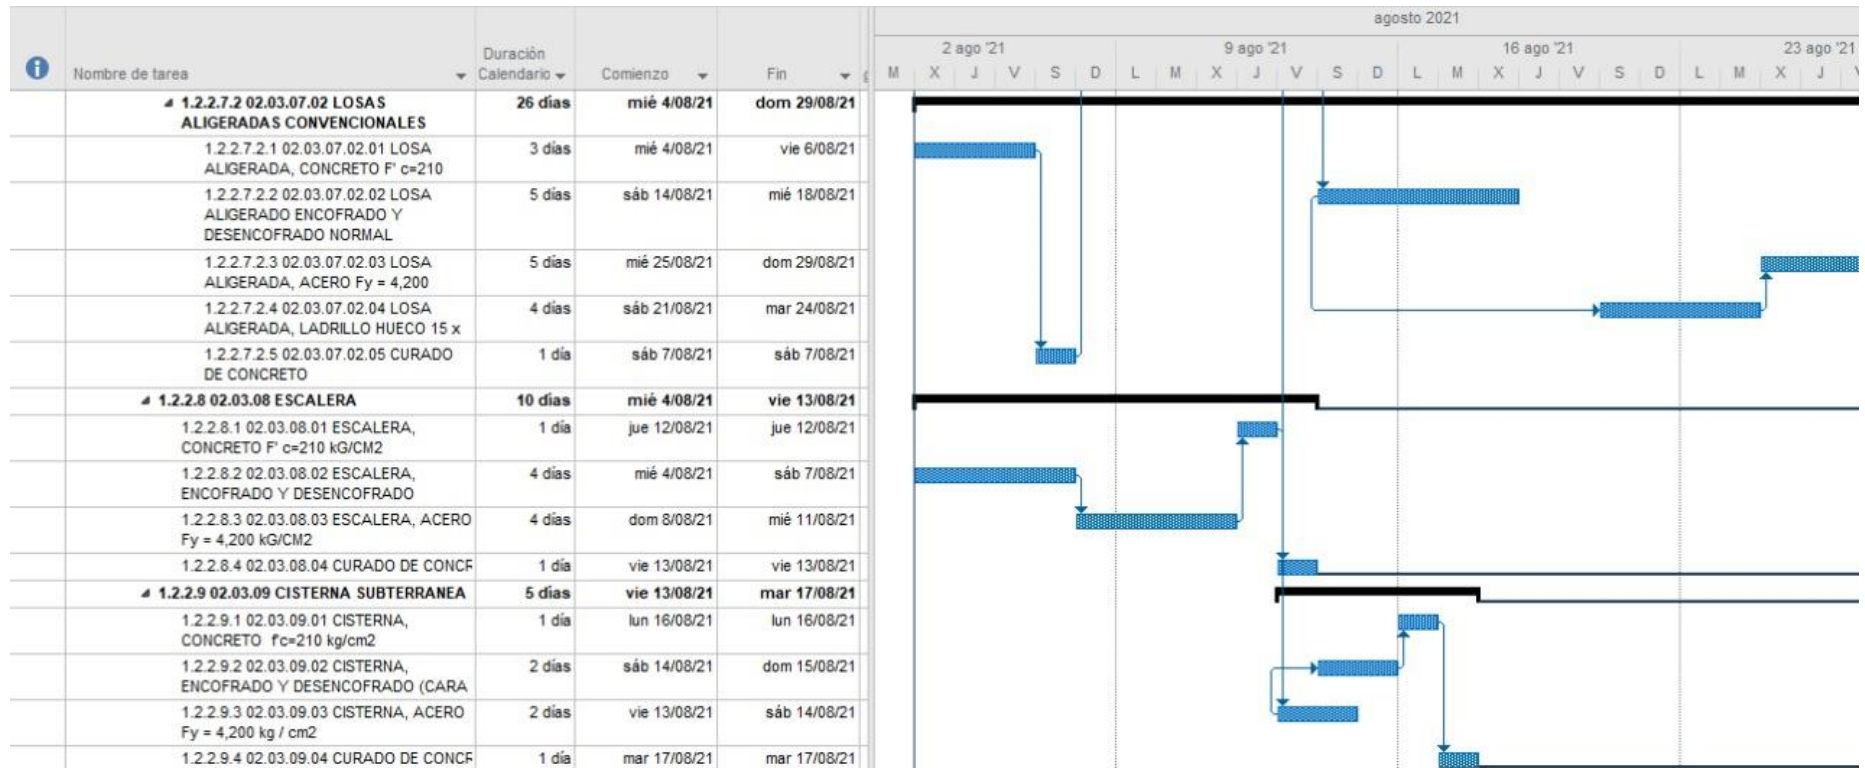 agosto 2021
Duración
2 ago '21 9 ago '21 16 ago '21 23 ago '21
Nombre de tarea Calendario Comienzo Fin M X J V S D L M X J V S D L M X J V S D L M X J
1.2.2.7.2 02.03.07.02 LOSAS 26 días mié 4/08/21 dom 29/08/21
ALIGERADAS CONVENCIONALES
1.2.2.7.2.1 02.03.07.02.01 LOSA 3 días mié 4/08/21 vie 6/08/21
ALIGERADA, CONCRETO F' c=210
1.2.2.7.2.2 02.03.07.02.02 LOSA 5 días sáb 14/08/21 mié 18/08/21
ALIGERADO ENCOFRADO Y
DESENCOFRADO NORMAL
1.2.2.7.2.3 02.03.07.02.03 LOSA 5 días mié 25/08/21 dom 29/08/21
ALIGERADA, ACERO Fy = 4,200
1.2.2.7.2.4 02.03.07.02.04 LOSA 4 días sáb 21/08/21 mar 24/08/21
ALIGERADA, LADRILLO HUECO 15 x
1.2.2.7.2.5 02.03.07.02.05 CURADO 1 día sáb 7/08/21 sáb 7/08/21
DE CONCRETO
1.2.2.8 02.03.08 ESCALERA 10 días mié 4/08/21 vie 13/08/21
1.2.2.8.1 02.03.08.01 ESCALERA, 1 día jue 12/08/21 jue 12/08/21
CONCRETO F' c=210 kG/CM2
1.2.2.8.2 02.03.08.02 ESCALERA, 4 días mié 4/08/21 sáb 7/08/21
ENCOFRADO Y DESENCOFRADO
1.2.2.8.3 02.03.08.03 ESCALERA, ACERO 4 días dom 8/08/21 mié 11/08/21
Fy = 4,200 kG/CM2
1.2.2.8.4 02.03.08.04 CURADO DE CONCR 1 día vie 13/08/21 vie 13/08/21
1.2.2.9 02.03.09 CISTERNA SUBTERRANEA 5 días vie 13/08/21 mar 17/08/21
1.2.2.9.1 02.03.09.01 CISTERNA, 1 día lun 16/08/21 lun 16/08/21
CONCRETO f'c=210 kg/cm2
1.2.2.9.2 02.03.09.02 CISTERNA, 2 días sáb 14/08/21 dom 15/08/21
ENCOFRADO Y DESENCOFRADO (CARA
1.2.2.9.3 02.03.09.03 CISTERNA, ACERO 2 días vie 13/08/21 sáb 14/08/21
Fy = 4,200 kg / cm2
1.2.2.9.4 02.03.09.04 CURADO DE CONCR 1 día mar 17/08/21 mar 17/08/21